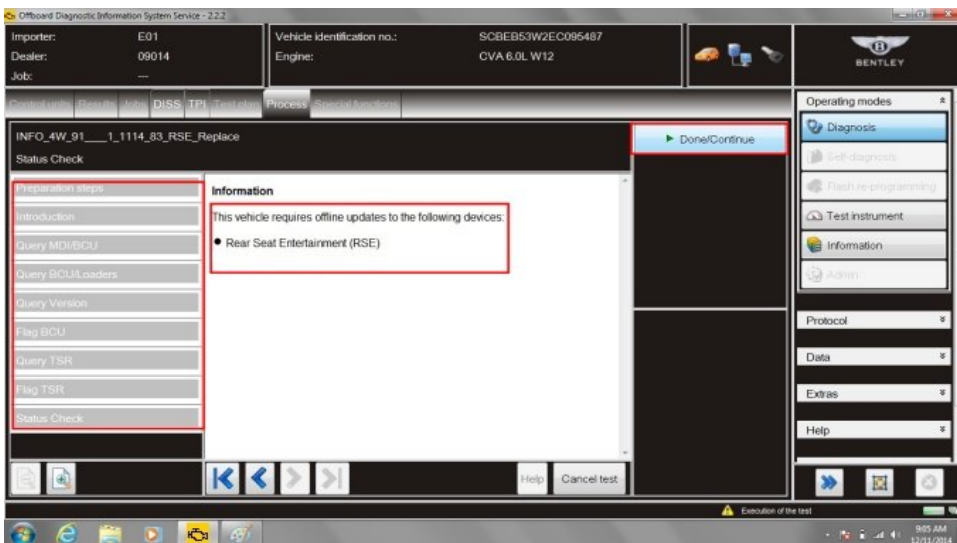 Offboard Diagnostic Information System Service - 2.2.2
Importer: E01
Dealer: 09014
Job: ---
Vehicle identification no.: SCBEB53W2EC095487
Engine: CVA 6.0L W12
BENTLEY
Control units Results Jobs DISS TPI Test plan Process Special functions
INFO_4W_91___1_1114_83_RSE_Replace
Status Check
Done/Continue
Preparation steps
Introduction
Query MDI/BCU
Query BCU/Loaders
Query Version
Flag BCU
Query TSR
Flag TSR
Status Check
Information
This vehicle requires offline updates to the following devices:
● Rear Seat Entertainment (RSE)
Help
Cancel test
Operating modes
Diagnosis
Self-diagnosis
Flash re-programming
Test instrument
Information
Admin
Protocol
Data
Extras
Help
Execution of the test
9:05 AM
12/11/2014